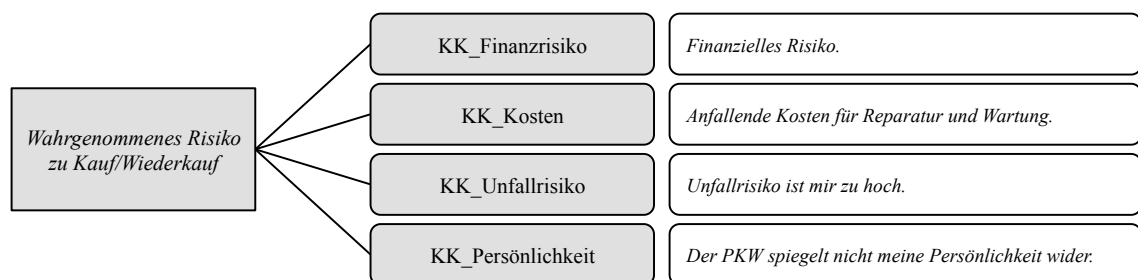 Wahrgenommenes Risiko
zu Kauf/Wiederkauf
KK_Finanzrisiko
Finanzielles Risiko.
KK_Kosten
Anfallende Kosten für Reparatur und Wartung.
KK_Unfallrisiko
Unfallrisiko ist mir zu hoch.
KK_Persönlichkeit
Der PKW spiegelt nicht meine Persönlichkeit wider.